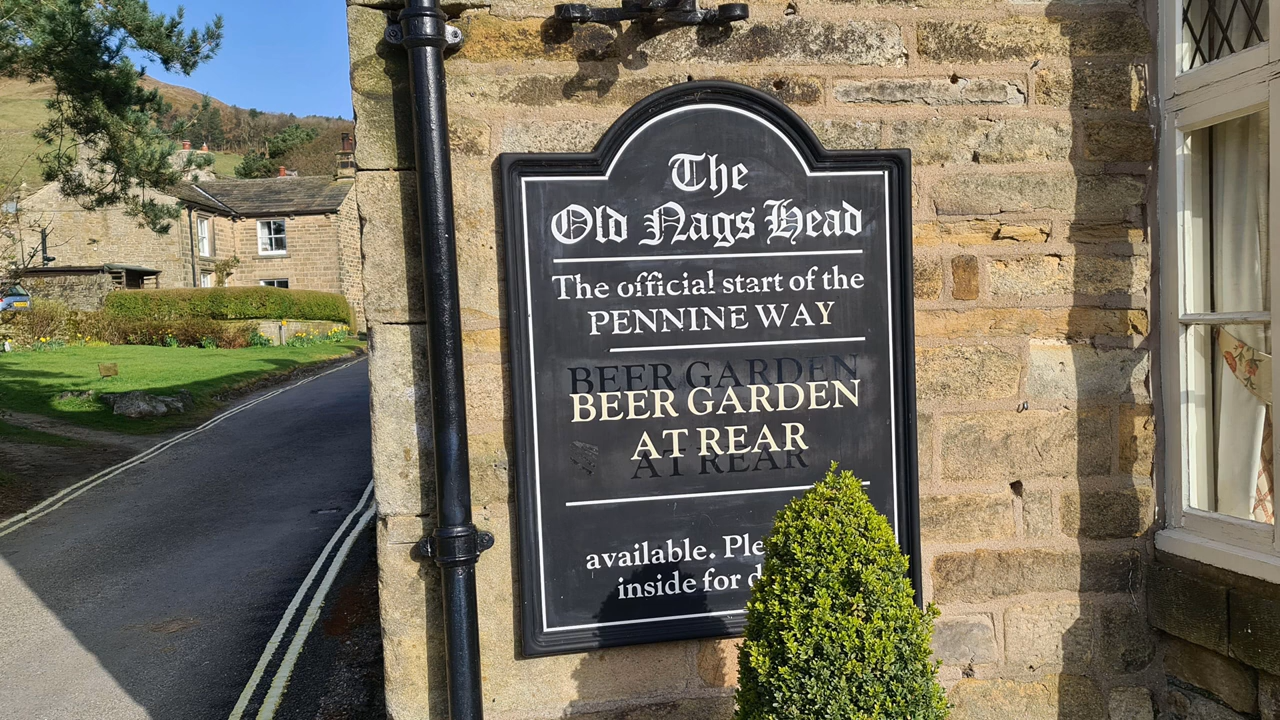 The
Old Nags Head
The official start of the
PENNINE WAY
BEER GARDEN
BEER GARDEN
AT REAR
AT REAR
available. Ple
inside for d